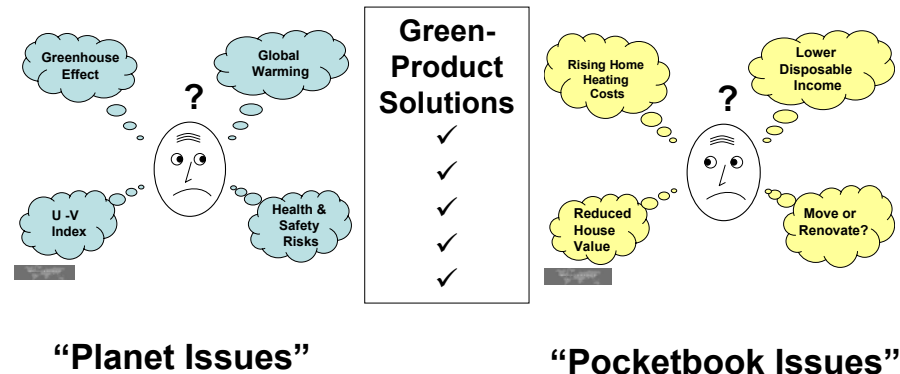 Greenhouse
Effect
Global
Warming
?
U -V
Index
Health &
Safety
Risks
Green-
Product
Solutions
✓
✓
✓
✓
✓
Rising Home
Heating
Costs
Lower
Disposable
Income
?
Reduced
House
Value
Move or
Renovate?
“Planet Issues”
“Pocketbook Issues”